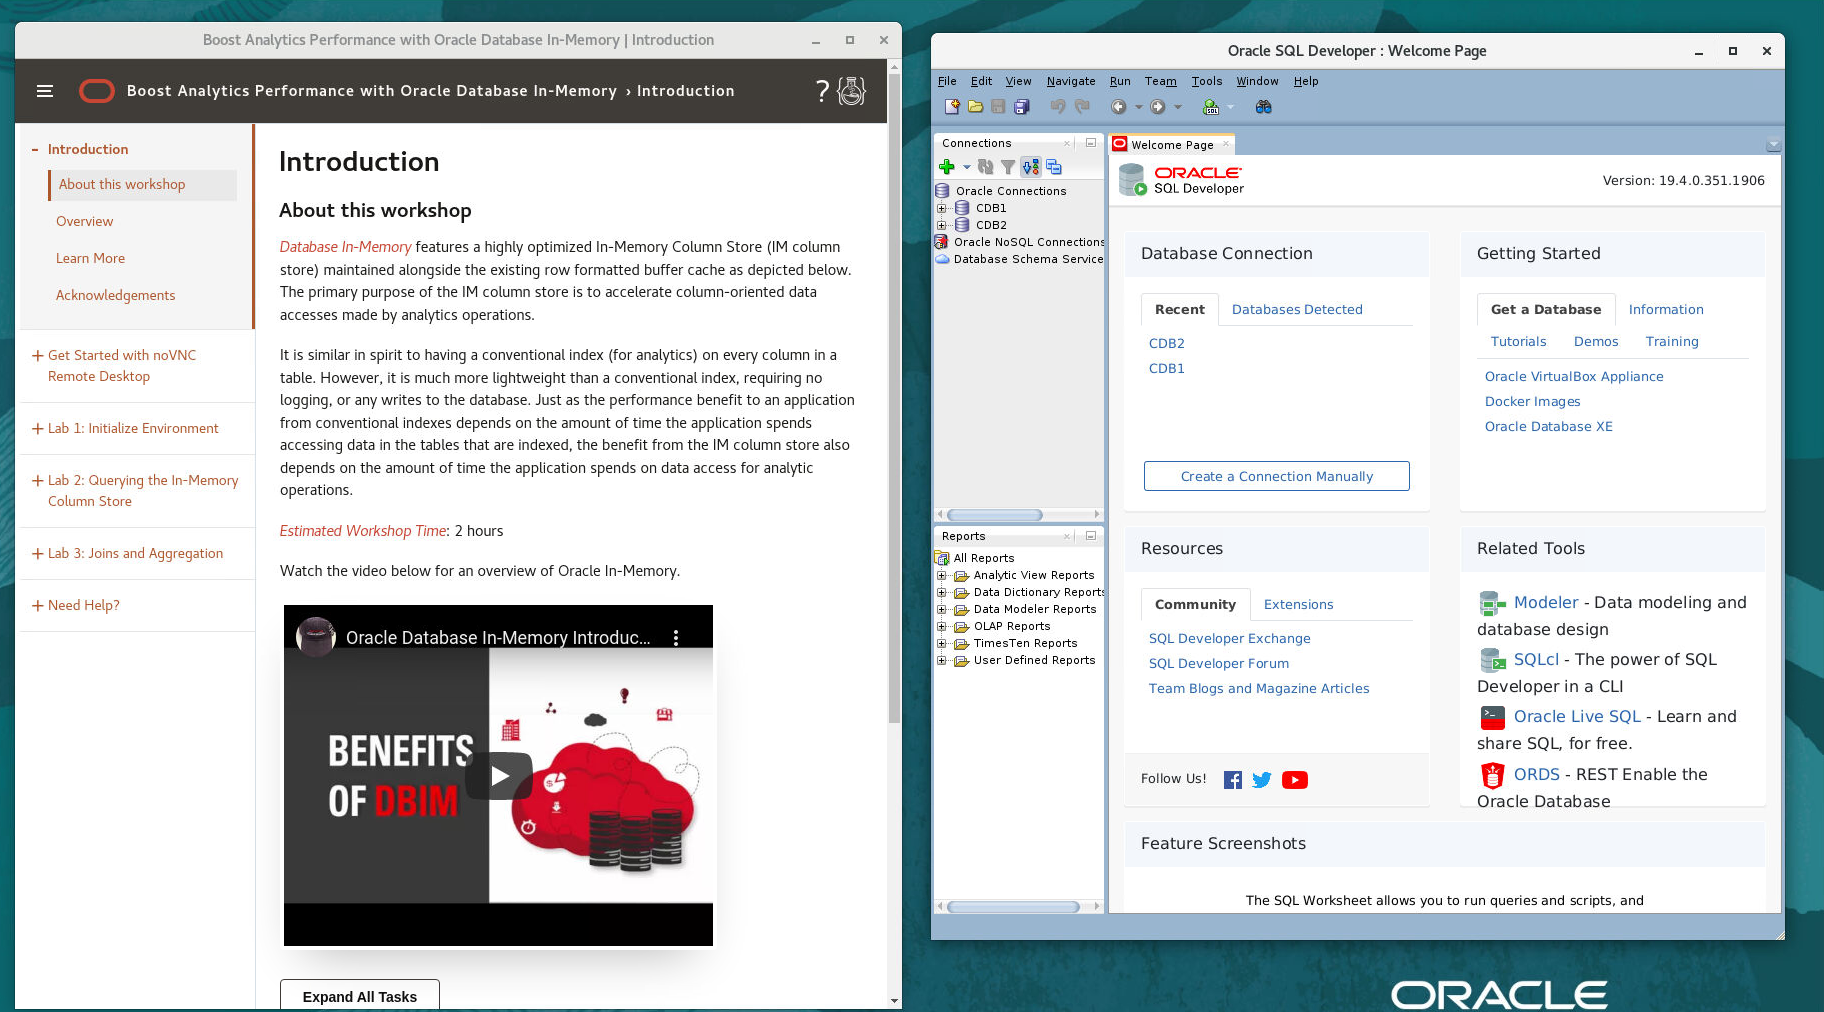 Boost Analytics Performance with Oracle Database In-Memory | Introduction
Boost Analytics Performance with Oracle Database In-Memory › Introduction
?
- Introduction
About this workshop
Overview
Learn More
Acknowledgements
+ Get Started with noVNC
Remote Desktop
+ Lab 1: Initialize Environment
+ Lab 2: Querying the In-Memory
Column Store
+ Lab 3: Joins and Aggregation
+ Need Help?
Introduction
About this workshop
Database In-Memory features a highly optimized In-Memory Column Store (IM column
store) maintained alongside the existing row formatted buffer cache as depicted below.
The primary purpose of the IM column store is to accelerate column-oriented data
accesses made by analytics operations.
It is similar in spirit to having a conventional index (for analytics) on every column in a
table. However, it is much more lightweight than a conventional index, requiring no
logging, or any writes to the database. Just as the performance benefit to an application
from conventional indexes depends on the amount of time the application spends
accessing data in the tables that are indexed, the benefit from the IM column store also
depends on the amount of time the application spends on data access for analytic
operations.
Estimated Workshop Time: 2 hours
Watch the video below for an overview of Oracle In-Memory.
Oracle Database In-Memory Introduc...
BENEFITS
OF DBIM
Expand All Tasks
Oracle SQL Developer : Welcome Page
File Edit View Navigate Run Team Tools Window Help
SQL
Connections
Oracle Connections
CDB1
CDB2
Oracle NoSQL Connections
Database Schema Service
Reports
All Reports
Analytic View Reports
Data Dictionary Reports
Data Modeler Reports
OLAP Reports
TimesTen Reports
User Defined Reports
Welcome Page
ORACLE
SQL Developer
Version: 19.4.0.351.1906
Database Connection
Recent Databases Detected
CDB2
CDB1
Create a Connection Manually
Getting Started
Get a Database Information
Tutorials Demos Training
Oracle VirtualBox Appliance
Docker Images
Oracle Database XE
Resources
Community Extensions
SQL Developer Exchange
SQL Developer Forum
Team Blogs and Magazine Articles
Follow Us!
Related Tools
Modeler - Data modeling and
database design
SQLcl - The power of SQL
Developer in a CLI
Oracle Live SQL - Learn and
share SQL, for free.
ORDS - REST Enable the
Oracle Database
Feature Screenshots
The SQL Worksheet allows you to run queries and scripts, and
ORACLE